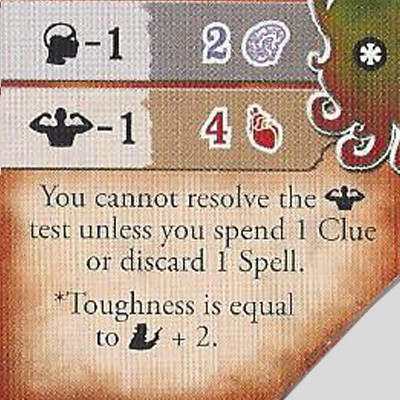 -1 2 *
-1 4
You cannot resolve the
test unless you spend 1 Clue
or discard 1 Spell.
*Toughness is equal
to + 2.